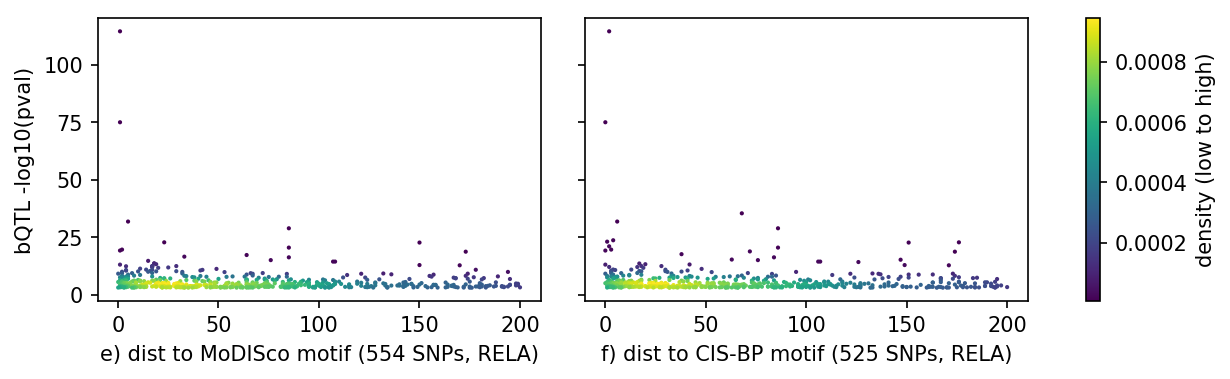 bQTL -log10(pval)
100
75
50
25
0
0 50 100 150 200
e) dist to MoDISco motif (554 SNPs, RELA)
0 50 100 150 200
f) dist to CIS-BP motif (525 SNPs, RELA)
0.0008
0.0006
0.0004
0.0002
density (low to high)